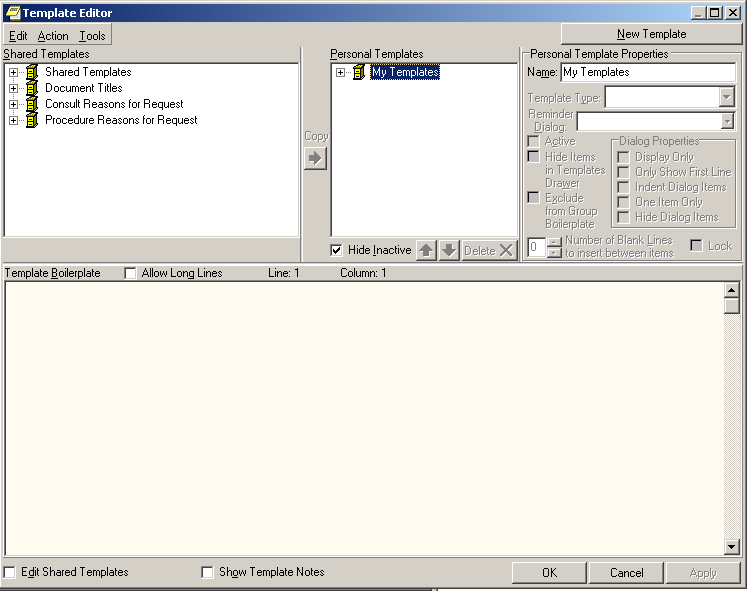 Template Editor
Edit Action Tools
New Template
Shared Templates
Shared Templates
Document Titles
Consult Reasons for Request
Procedure Reasons for Request
Copy
Personal Templates
My Templates
Hide Inactive
Delete
Personal Template Properties
Name: My Templates
Template Type:
Reminder
Dialog:
Active
Hide Items
in Templates
Drawer
Exclude
from Group
Boilerplate
Dialog Properties
Display Only
Only Show First Line
Indent Dialog Items
One Item Only
Hide Dialog Items
0 Number of Blank Lines
to insert between items
Lock
Template Boilerplate Allow Long Lines Line: 1 Column: 1
Edit Shared Templates Show Template Notes OK Cancel Apply